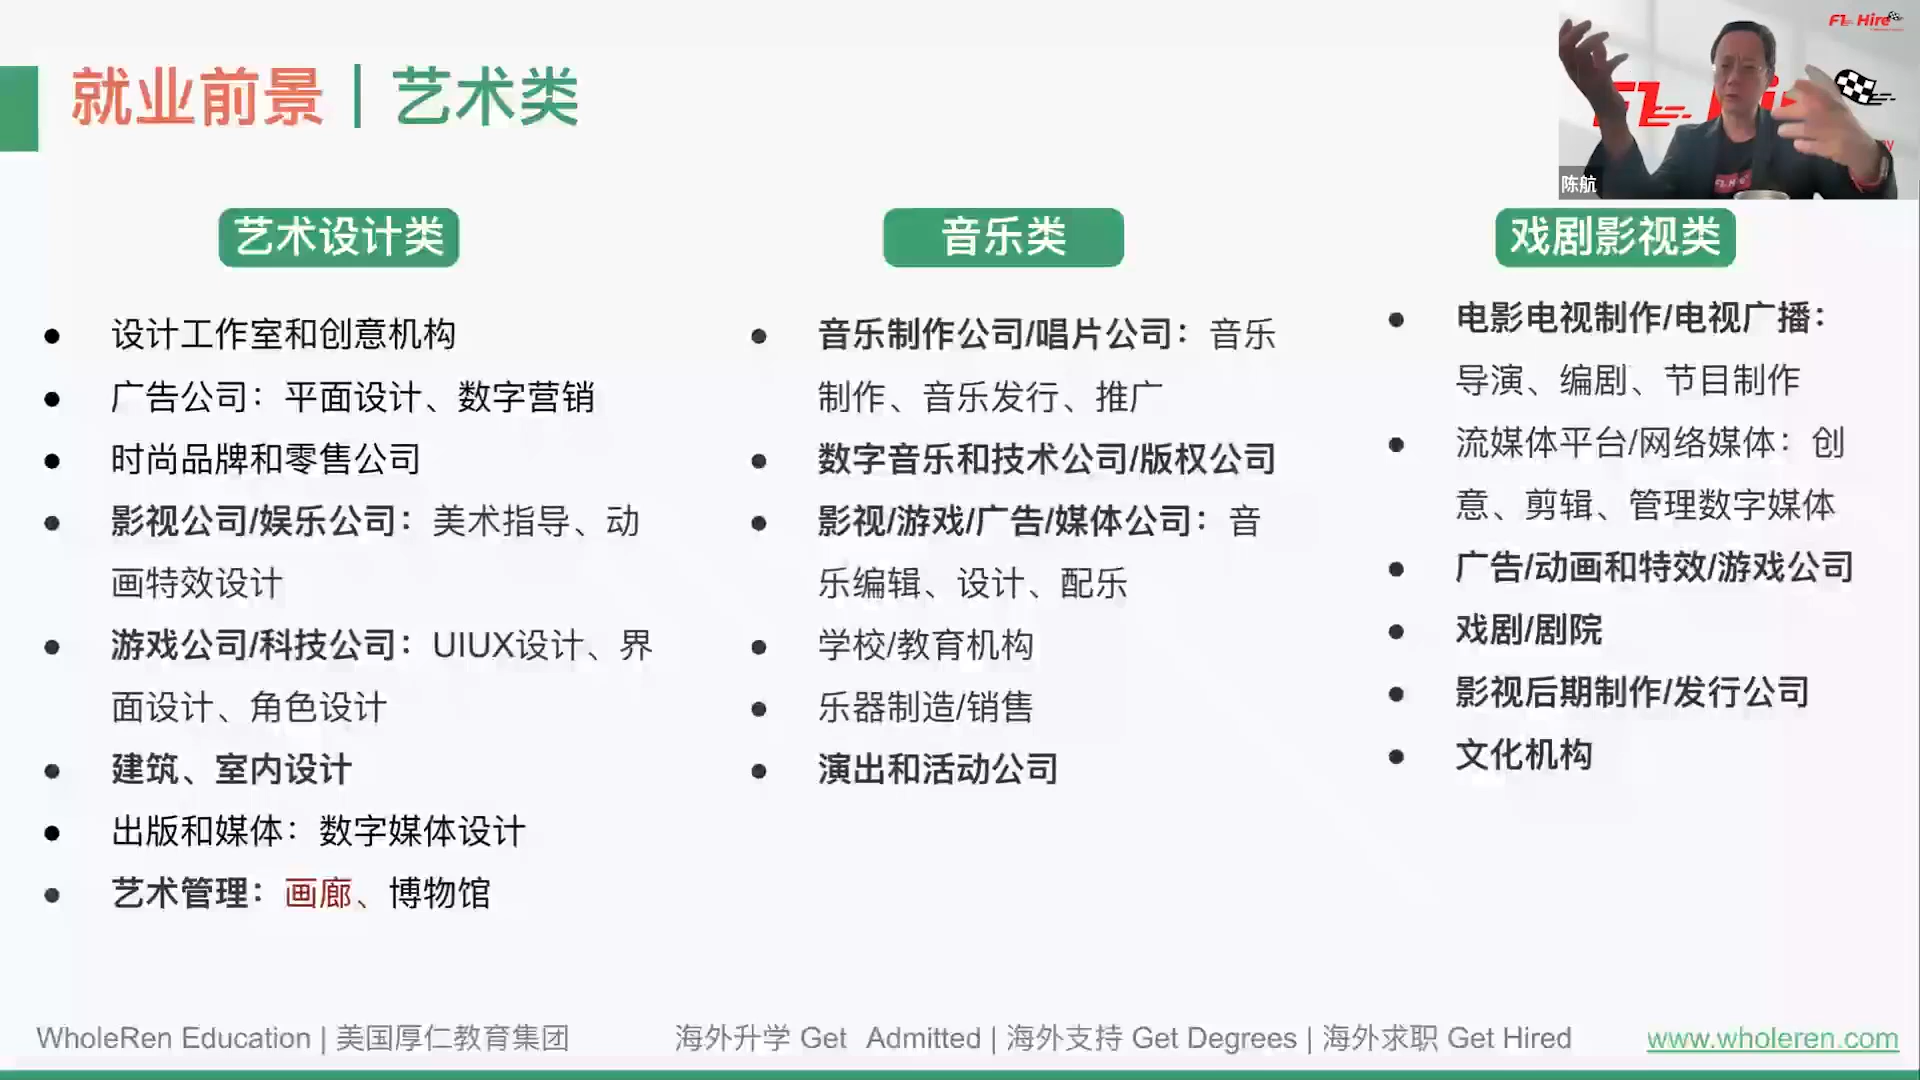 就业前景｜艺术类
F1 Hire
陈航
艺术设计类
设计工作室和创意机构
广告公司：平面设计、数字营销
时尚品牌和零售公司
影视公司/娱乐公司：美术指导、动
画特效设计
游戏公司/科技公司：UIUX设计、界
面设计、角色设计
建筑、室内设计
出版和媒体：数字媒体设计
艺术管理：画廊、博物馆
音乐类
音乐制作公司/唱片公司：音乐
制作、音乐发行、推广
数字音乐和技术公司/版权公司
影视/游戏/广告/媒体公司：音
乐编辑、设计、配乐
学校/教育机构
乐器制造/销售
演出和活动公司
戏剧影视类
电影电视制作/电视广播：
导演、编剧、节目制作
流媒体平台/网络媒体：创
意、剪辑、管理数字媒体
广告/动画和特效/游戏公司
戏剧/剧院
影视后期制作/发行公司
文化机构
WholeRen Education | 美国厚仁教育集团
海外升学 Get Admitted | 海外支持 Get Degrees | 海外求职 Get Hired
www.wholeren.com